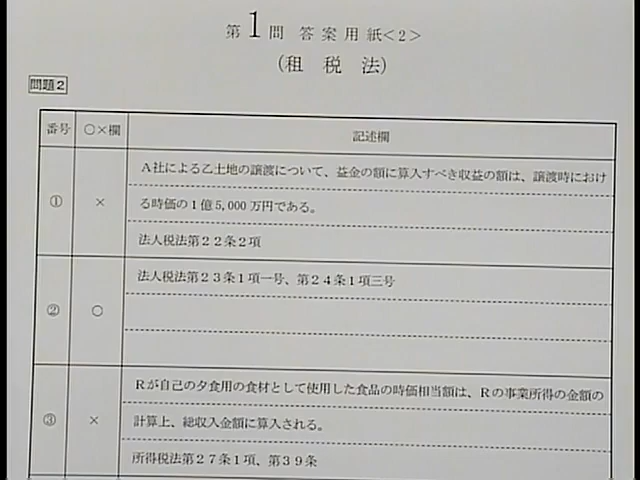 第1問 答案用紙<2>
(租税法)
問題2
番号 ○×欄 記述欄
① × A社による乙土地の譲渡について、益金の額に算入すべき収益の額は、譲渡時におけ
る時価の1億5,000万円である。
法人税法第22条2項
② ○ 法人税法第23条1項一号、第24条1項三号
③ × Rが自己の夕食用の食材として使用した食品の時価相当額は、Rの事業所得の金額の
計算上、総収入金額に算入される。
所得税法第27条1項、第39条